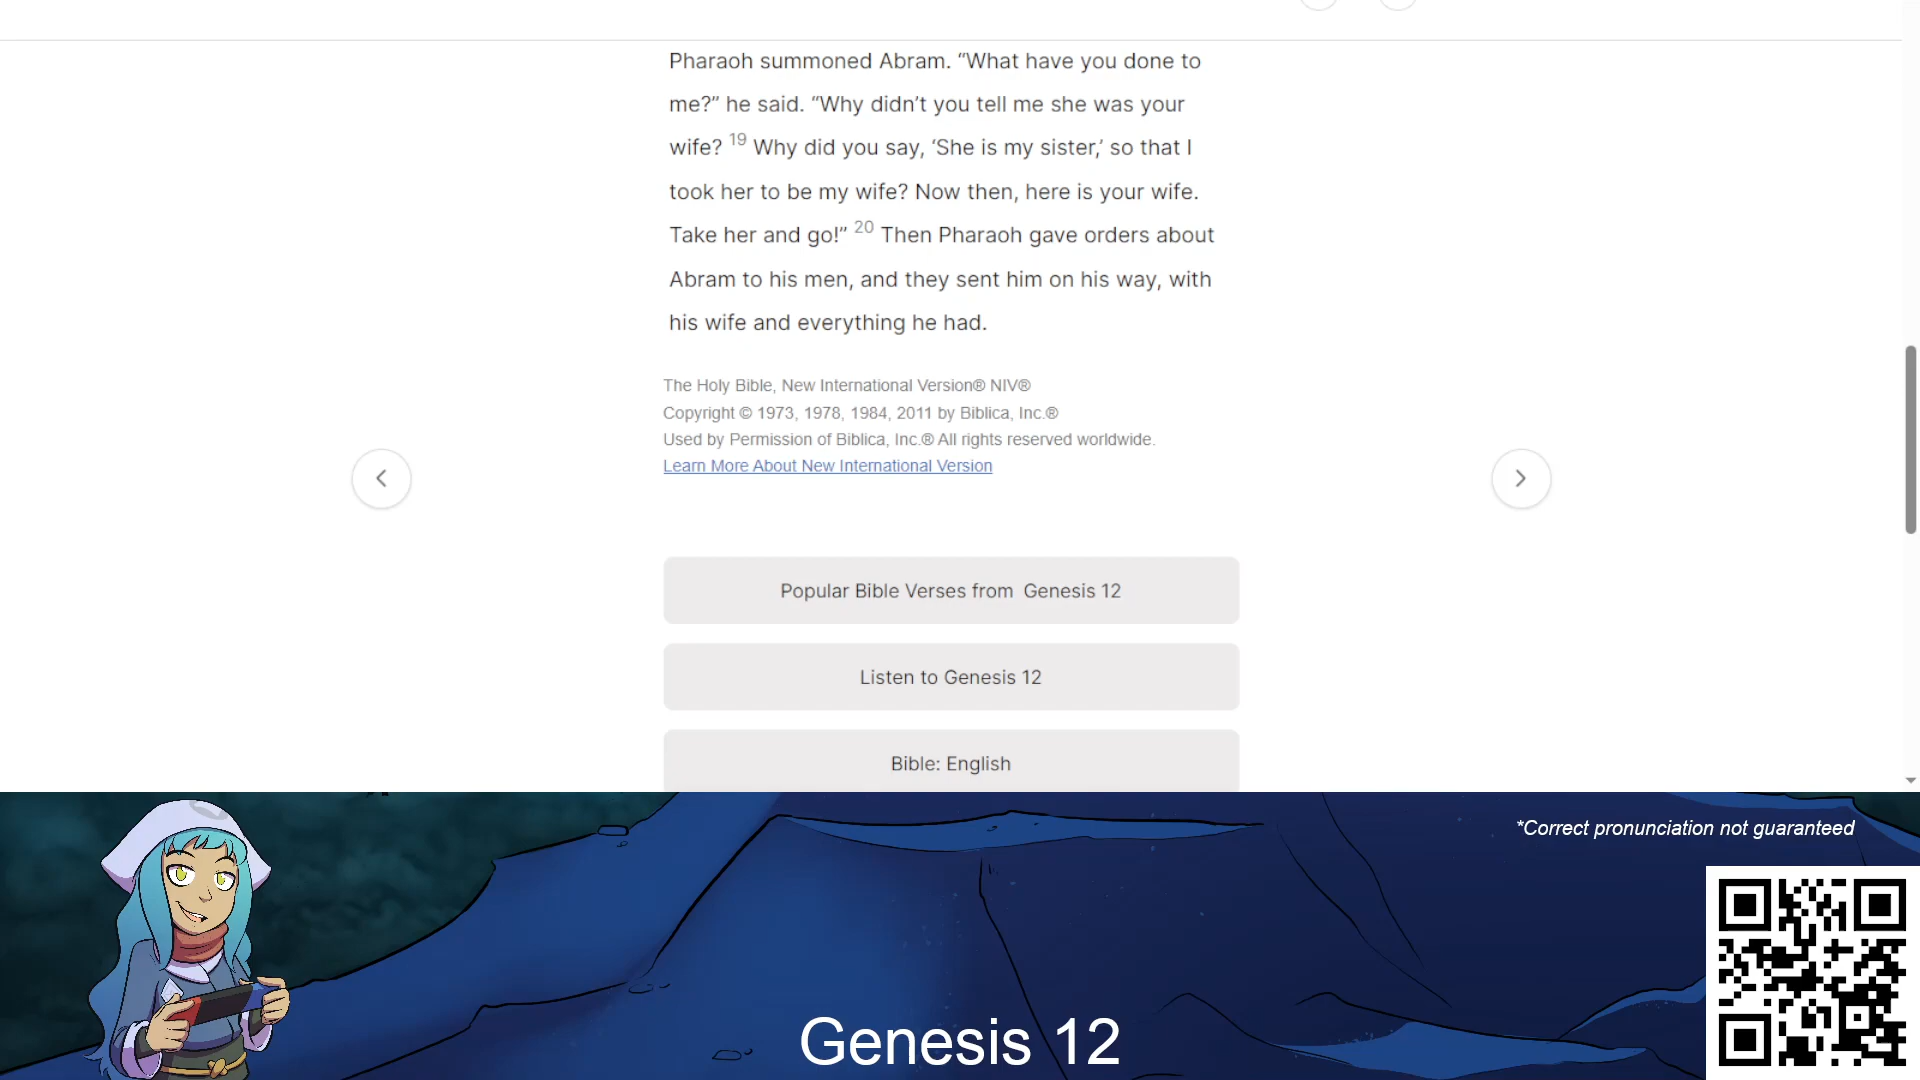 Pharaoh summoned Abram. “What have you done to
me?” he said. “Why didn’t you tell me she was your
wife? 19 Why did you say, ‘She is my sister,’ so that I
took her to be my wife? Now then, here is your wife.
Take her and go!” 20 Then Pharaoh gave orders about
Abram to his men, and they sent him on his way, with
his wife and everything he had.
The Holy Bible, New International Version® NIV®
Copyright © 1973, 1978, 1984, 2011 by Biblica, Inc.®
Used by Permission of Biblica, Inc.® All rights reserved worldwide.
Learn More About New International Version
Popular Bible Verses from Genesis 12
Listen to Genesis 12
Bible: English
*Correct pronunciation not guaranteed
Genesis 12